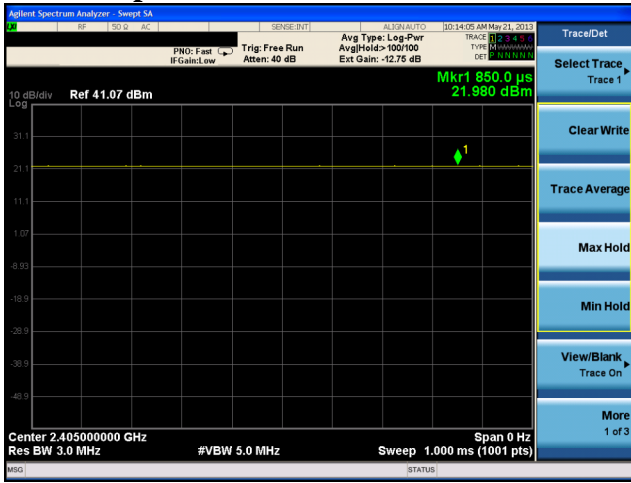 Agilent Spectrum Analyzer - Swept SA
RF 50 Ω AC SENSE:INT ALIGN AUTO 10:14:05 AM May 21, 2013
PNO: Fast Trig: Free Run Avg Type: Log-Pwr TRACE 1 2 3 4 5 6
IFGain:Low Atten: 40 dB Avg|Hold>100/100 TYPE M
Ext Gain: -12.75 dB DET P N N N N N
Mkr1 850.0 µs
10 dB/div Ref 41.07 dBm 21.980 dBm
Log
1
31.1
21.1
11.1
1.07
-8.93
-18.9
-28.9
-38.9
-48.9
Center 2.405000000 GHz Span 0 Hz
Res BW 3.0 MHz #VBW 5.0 MHz Sweep 1.000 ms (1001 pts)
MSG STATUS
Trace/Det
Select Trace
Trace 1
Clear Write
Trace Average
Max Hold
Min Hold
View/Blank
Trace On
More
1 of 3